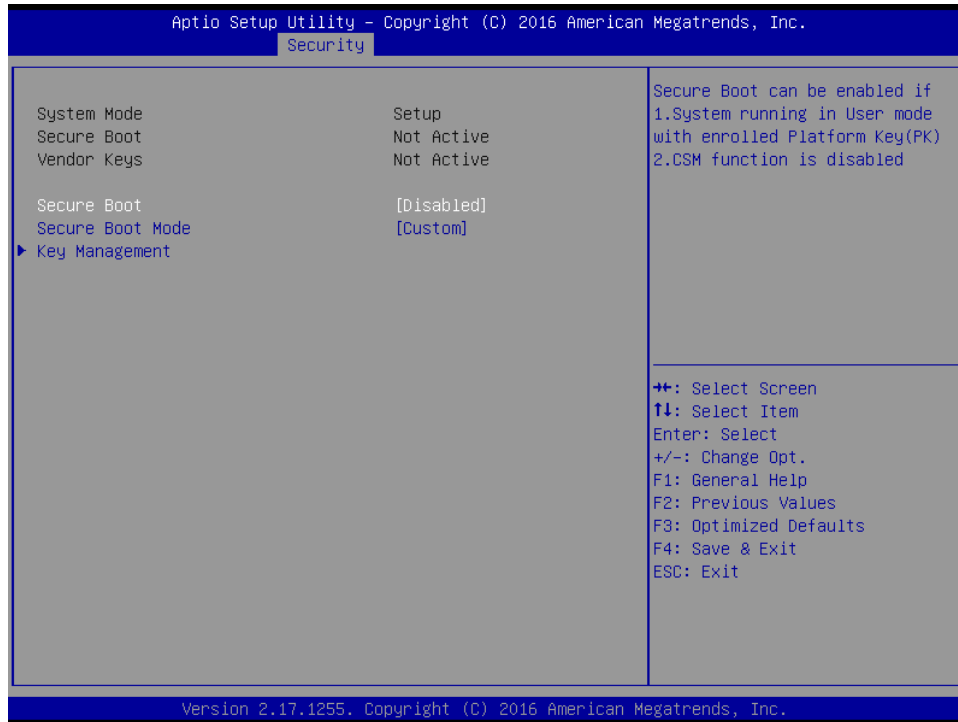 Aptio Setup Utility – Copyright (C) 2016 American Megatrends, Inc.
Security
System Mode Setup
Secure Boot Not Active
Vendor Keys Not Active
Secure Boot [Disabled]
Secure Boot Mode [Custom]
▶ Key Management
Secure Boot can be enabled if
1.System running in User mode
with enrolled Platform Key(PK)
2.CSM function is disabled
→←: Select Screen
↑↓: Select Item
Enter: Select
+/-: Change Opt.
F1: General Help
F2: Previous Values
F3: Optimized Defaults
F4: Save & Exit
ESC: Exit
Version 2.17.1255. Copyright (C) 2016 American Megatrends, Inc.